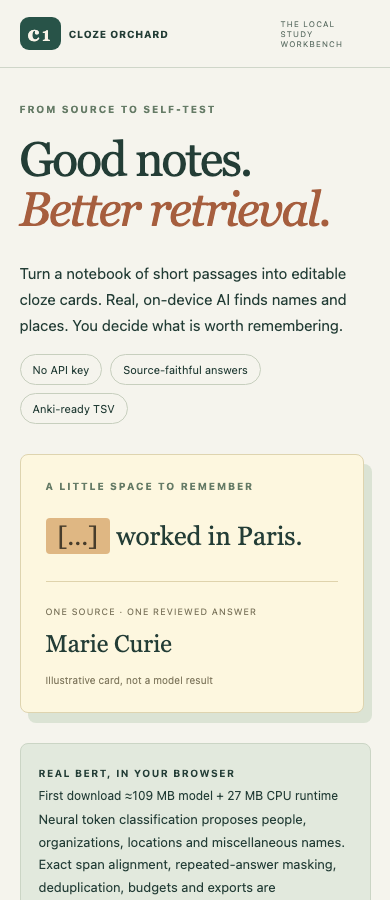 c1 CLOZE ORCHARD
THE LOCAL
STUDY
WORKBENCH
FROM SOURCE TO SELF-TEST
Good notes.
Better retrieval.
Turn a notebook of short passages into editable
cloze cards. Real, on-device AI finds names and
places. You decide what is worth remembering.
No API key
Source-faithful answers
Anki-ready TSV
A LITTLE SPACE TO REMEMBER
[…] worked in Paris.
ONE SOURCE · ONE REVIEWED ANSWER
Marie Curie
Illustrative card, not a model result
REAL BERT, IN YOUR BROWSER
First download ≈109 MB model + 27 MB CPU runtime
Neural token classification proposes people,
organizations, locations and miscellaneous names.
Exact span alignment, repeated-answer masking,
deduplication, budgets and exports are